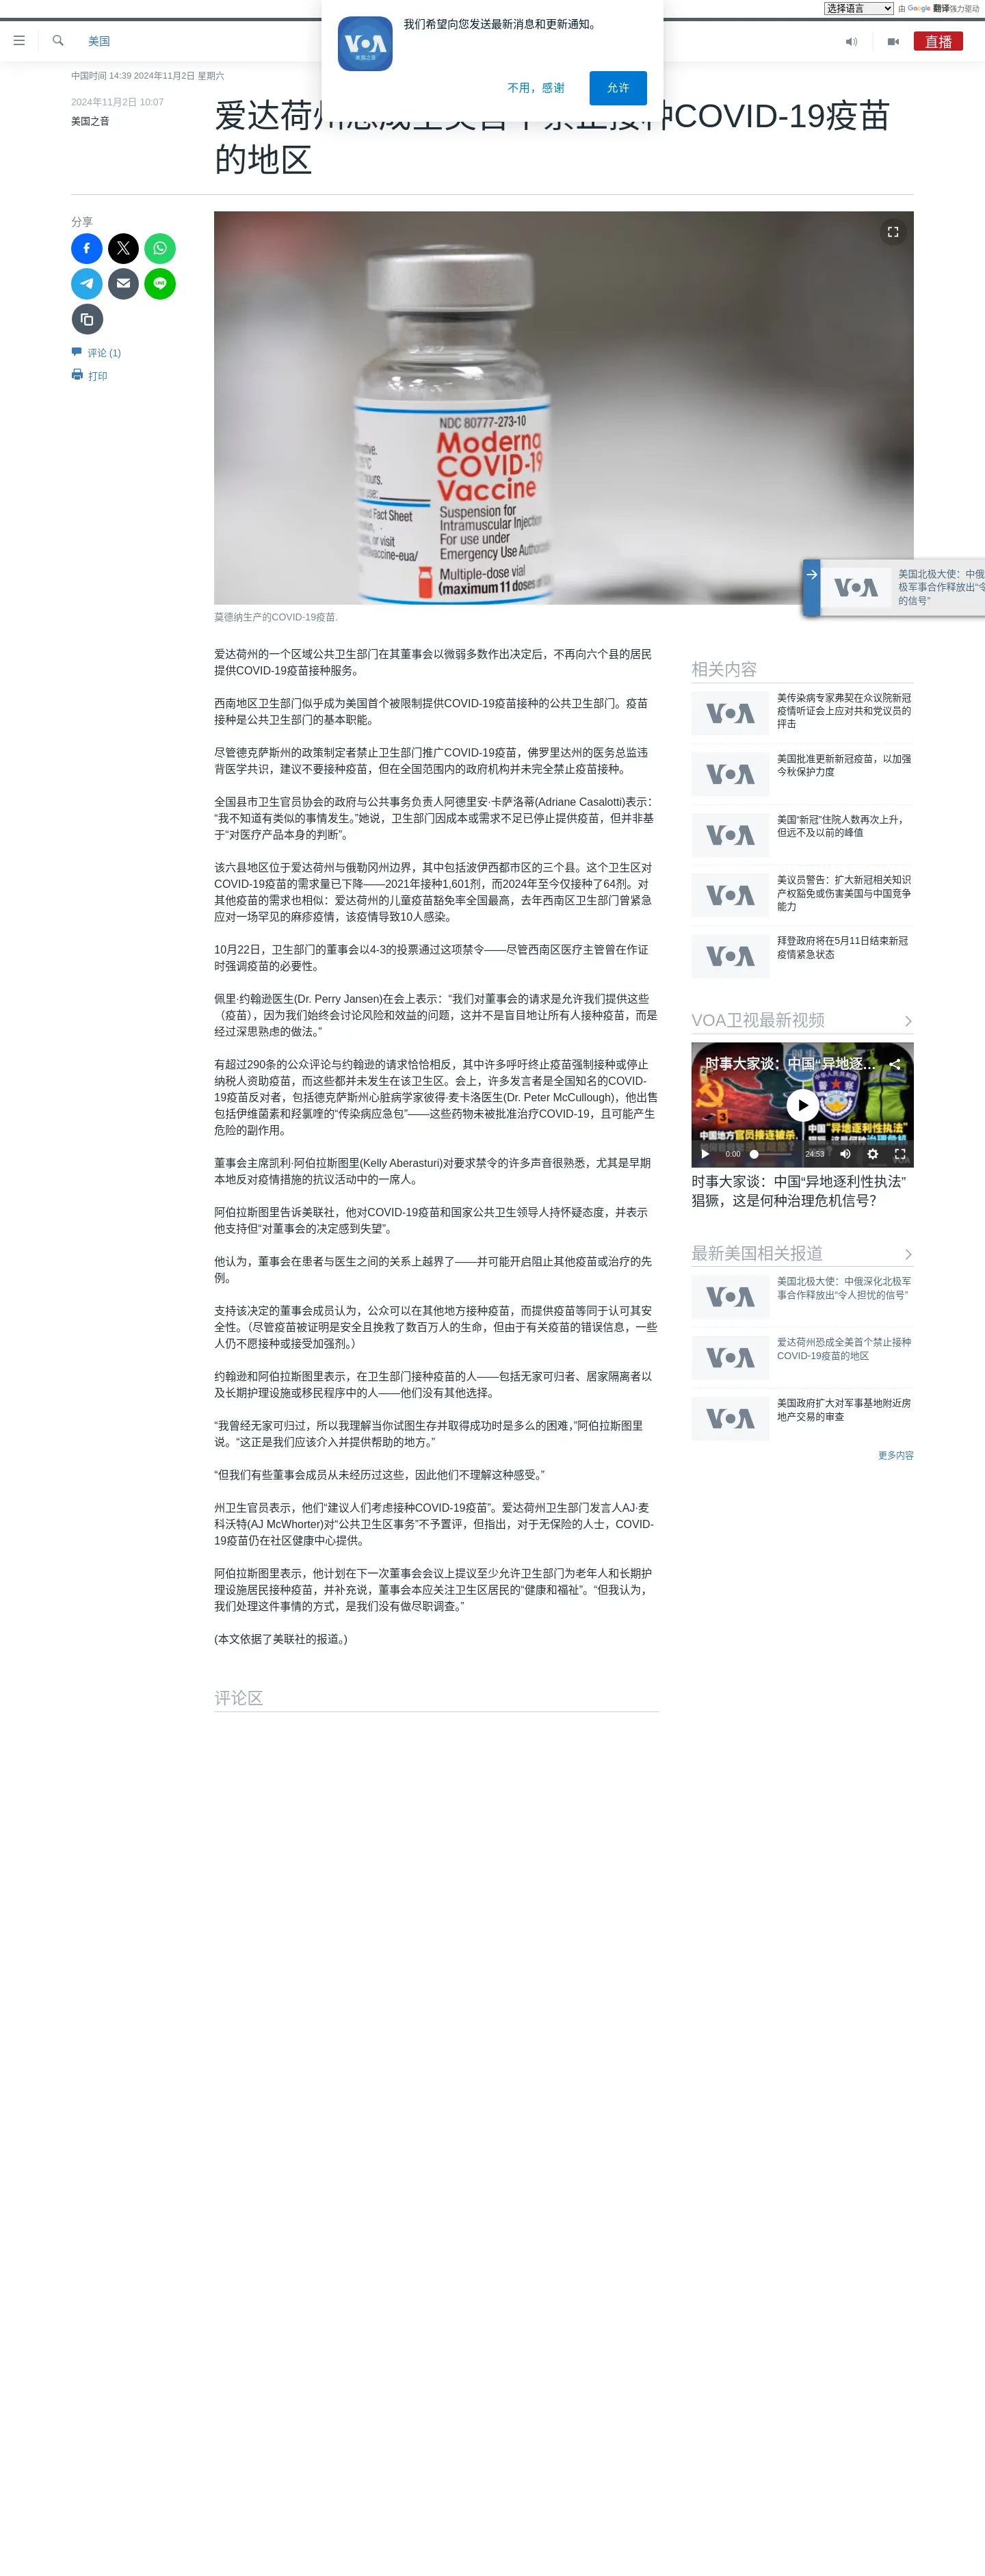 选择语言
由 Google 翻译强力驱动
我们希望向您发送最新消息和更新通知。
VOA
美国之音
不用，感谢
允许
美国
直播
中国时间 14:39 2024年11月2日 星期六
2024年11月2日 10:07
美国之音
爱达荷州恐成全美首个禁止接种COVID-19疫苗
的地区
分享
评论 (1)
打印
NDC 80777-273-10
Moderna
COVID-19
Vaccine
Suspension for
Intramuscular Injection
For use under
Emergency Use
Multiple-dose vial
(maximum 11 doses of
莫德纳生产的COVID-19疫苗.
VOA
美国北极大使：中俄
极军事合作释放出“令
的信号”
爱达荷州的一个区域公共卫生部门在其董事会以微弱多数作出决定后，不再向六个县的居民
提供COVID-19疫苗接种服务。
西南地区卫生部门似乎成为美国首个被限制提供COVID-19疫苗接种的公共卫生部门。疫苗
接种是公共卫生部门的基本职能。
尽管德克萨斯州的政策制定者禁止卫生部门推广COVID-19疫苗，佛罗里达州的医务总监违
背医学共识，建议不要接种疫苗，但在全国范围内的政府机构并未完全禁止疫苗接种。
全国县市卫生官员协会的政府与公共事务负责人阿德里安·卡萨洛蒂(Adriane Casalotti)表示：
“我不知道有类似的事情发生。”她说，卫生部门因成本或需求不足已停止提供疫苗，但并非基
于“对医疗产品本身的判断”。
该六县地区位于爱达荷州与俄勒冈州边界，其中包括波伊西都市区的三个县。这个卫生区对
COVID-19疫苗的需求量已下降——2021年接种1,601剂，而2024年至今仅接种了64剂。对
其他疫苗的需求也相似：爱达荷州的儿童疫苗豁免率全国最高，去年西南区卫生部门曾紧急
应对一场罕见的麻疹疫情，该疫情导致10人感染。
10月22日，卫生部门的董事会以4-3的投票通过这项禁令——尽管西南区医疗主管曾在作证
时强调疫苗的必要性。
佩里·约翰逊医生(Dr. Perry Jansen)在会上表示：“我们对董事会的请求是允许我们提供这些
（疫苗），因为我们始终会讨论风险和效益的问题，这并不是盲目地让所有人接种疫苗，而是
经过深思熟虑的做法。”
有超过290条的公众评论与约翰逊的请求恰恰相反，其中许多呼吁终止疫苗强制接种或停止
纳税人资助疫苗，而这些都并未发生在该卫生区。会上，许多发言者是全国知名的COVID-
19疫苗反对者，包括德克萨斯州心脏病学家彼得·麦卡洛医生(Dr. Peter McCullough)，他出售
包括伊维菌素和羟氯喹的“传染病应急包”——这些药物未被批准治疗COVID-19，且可能产生
危险的副作用。
董事会主席凯利·阿伯拉斯图里(Kelly Aberasturi)对要求禁令的许多声音很熟悉，尤其是早期
本地反对疫情措施的抗议活动中的一席人。
阿伯拉斯图里告诉美联社，他对COVID-19疫苗和国家公共卫生领导人持怀疑态度，并表示
他支持但“对董事会的决定感到失望”。
他认为，董事会在患者与医生之间的关系上越界了——并可能开启阻止其他疫苗或治疗的先
例。
支持该决定的董事会成员认为，公众可以在其他地方接种疫苗，而提供疫苗等同于认可其安
全性。（尽管疫苗被证明是安全且挽救了数百万人的生命，但由于有关疫苗的错误信息，一些
人仍不愿接种或接受加强剂。）
约翰逊和阿伯拉斯图里表示，在卫生部门接种疫苗的人——包括无家可归者、居家隔离者以
及长期护理设施或移民程序中的人——他们没有其他选择。
“我曾经无家可归过，所以我理解当你试图生存并取得成功时是多么的困难，”阿伯拉斯图里
说。“这正是我们应该介入并提供帮助的地方。”
“但我们有些董事会成员从未经历过这些，因此他们不理解这种感受。”
州卫生官员表示，他们“建议人们考虑接种COVID-19疫苗”。爱达荷州卫生部门发言人AJ·麦
科沃特(AJ McWhorter)对“公共卫生区事务”不予置评，但指出，对于无保险的人士，COVID-
19疫苗仍在社区健康中心提供。
阿伯拉斯图里表示，他计划在下一次董事会会议上提议至少允许卫生部门为老年人和长期护
理设施居民接种疫苗，并补充说，董事会本应关注卫生区居民的“健康和福祉”。“但我认为，
我们处理这件事情的方式，是我们没有做尽职调查。”
(本文依据了美联社的报道。)
评论区
相关内容
VOA
美传染病专家弗契在众议院新冠
疫情听证会上应对共和党议员的
抨击
VOA
美国批准更新新冠疫苗，以加强
今秋保护力度
VOA
美国“新冠”住院人数再次上升，
但远不及以前的峰值
VOA
美议员警告：扩大新冠相关知识
产权豁免或伤害美国与中国竞争
能力
VOA
拜登政府将在5月11日结束新冠
疫情紧急状态
VOA卫视最新视频
时事大家谈：中国“异地逐…
中国地方官员接连被杀，
中国“异地逐利性执法”
0:00
24:53
时事大家谈：中国“异地逐利性执法”
猖獗，这是何种治理危机信号？
最新美国相关报道
VOA
美国北极大使：中俄深化北极军
事合作释放出“令人担忧的信号”
VOA
爱达荷州恐成全美首个禁止接种
COVID-19疫苗的地区
VOA
美国政府扩大对军事基地附近房
地产交易的审查
更多内容